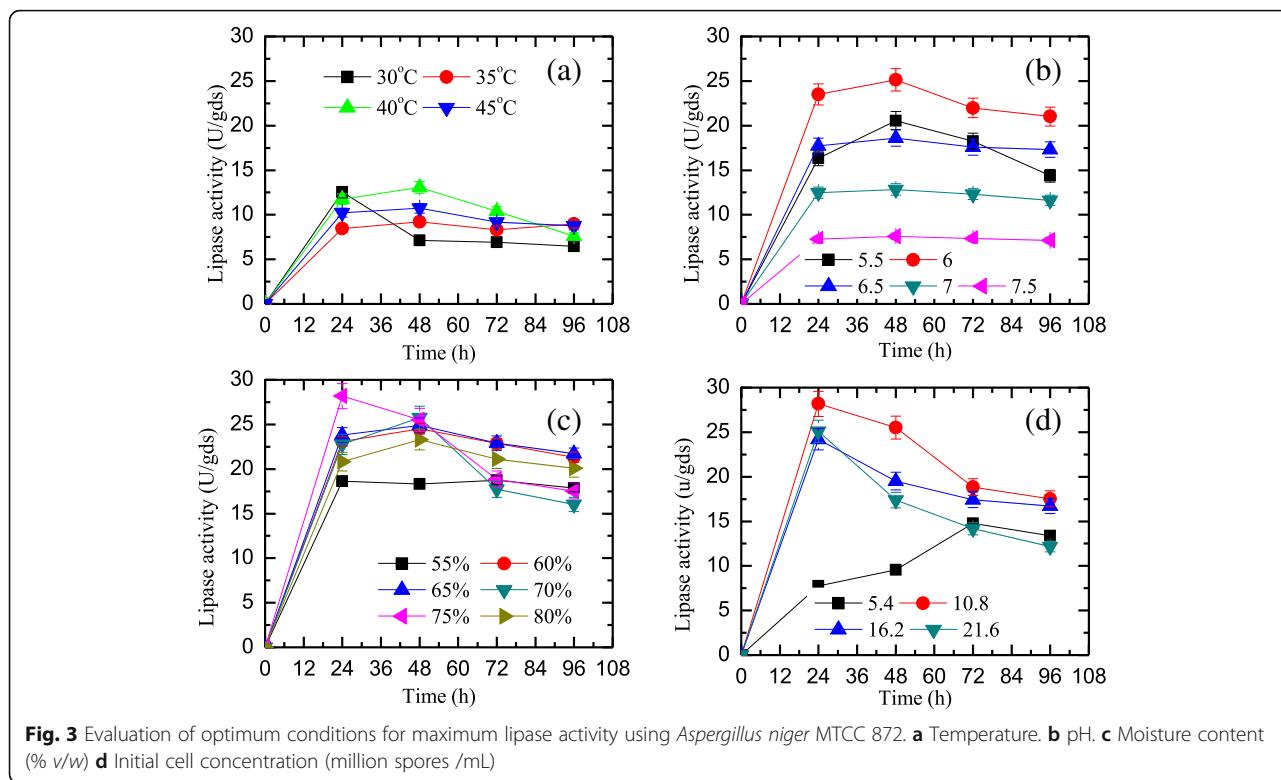 (a)
30°C 35°C
40°C 45°C
Lipase activity (U/gds)
30
25
20
15
10
5
0
0 12 24 36 48 60 72 84 96 108
Time (h)
(b)
Lipase activity (U/gds)
30
25
20
15
10
5
0
5.5 6
6.5 7 7.5
0 12 24 36 48 60 72 84 96 108
Time (h)
(c)
Lipase activity (U/gds)
30
25
20
15
10
5
0
55% 60%
65% 70%
75% 80%
0 12 24 36 48 60 72 84 96 108
Time (h)
(d)
Lipase activity (u/gds)
30
25
20
15
10
5
0
5.4 10.8
16.2 21.6
0 12 24 36 48 60 72 84 96 108
Time (h)
Fig. 3 Evaluation of optimum conditions for maximum lipase activity using Aspergillus niger MTCC 872. a Temperature. b pH. c Moisture content
(% v/w) d Initial cell concentration (million spores /mL)